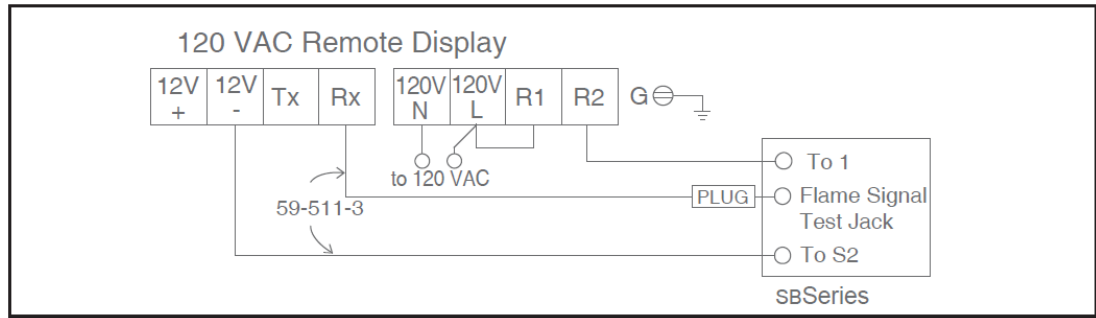 120 VAC Remote Display
12V 12V Tx Rx 120V 120V R1 R2 G
+ - N L
To 1
to 120 VAC
PLUG Flame Signal
59-511-3 Test Jack
To S2
SBSeries